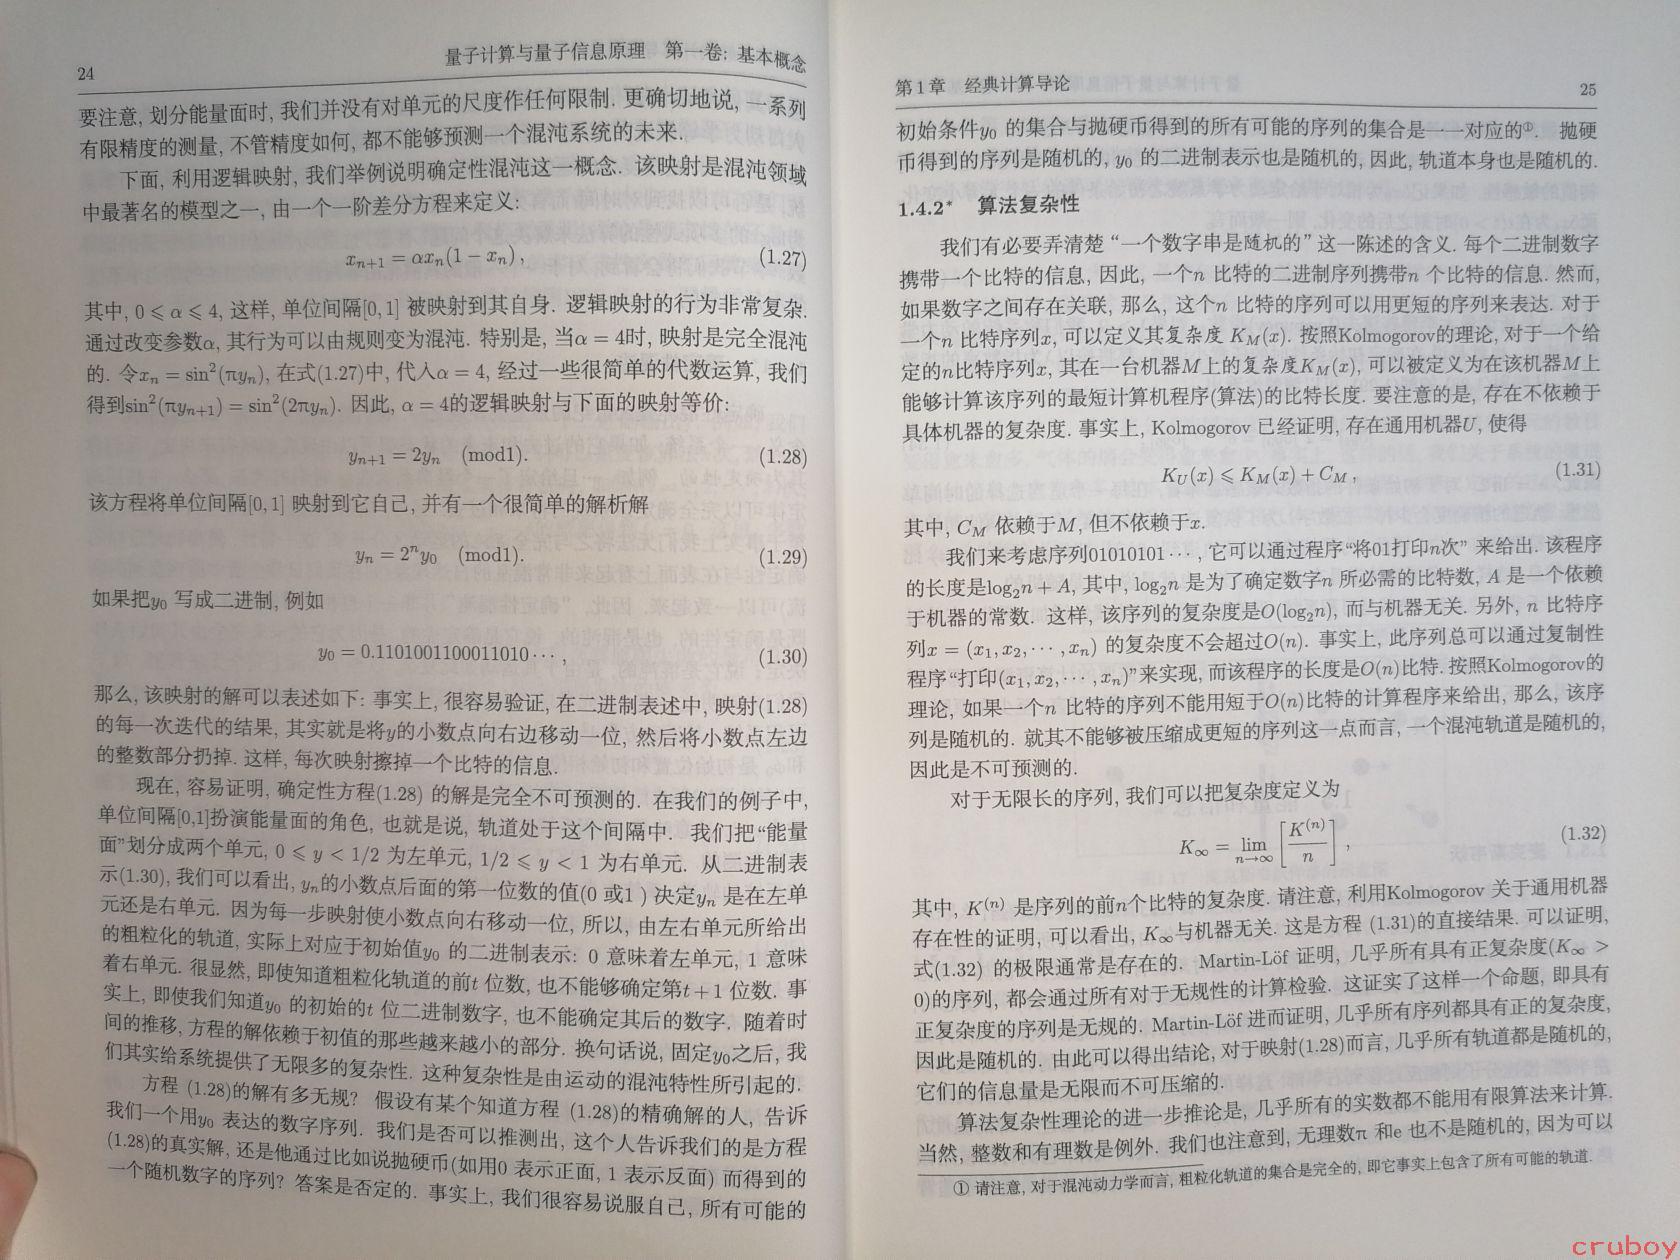 24
量子计算与量子信息原理 第一卷: 基本概念
要注意, 划分能量面时, 我们并没有对单元的尺度作任何限制. 更确切地说, 一系列
有限精度的测量, 不管精度如何, 都不能够预测一个混沌系统的未来.
下面, 利用逻辑映射, 我们举例说明确定性混沌这一概念. 该映射是混沌领域
中最著名的模型之一, 由一个一阶差分方程来定义:
xₙ₊₁ = αxₙ(1 − xₙ), (1.27)
其中, 0 ⩽ α ⩽ 4, 这样, 单位间隔[0, 1] 被映射到其自身. 逻辑映射的行为非常复杂.
通过改变参数α, 其行为可以由规则变为混沌. 特别是, 当α = 4时, 映射是完全混沌
的. 令xₙ = sin²(πyₙ), 在式(1.27)中, 代入α = 4, 经过一些很简单的代数运算, 我们
得到sin²(πyₙ₊₁) = sin²(2πyₙ). 因此, α = 4的逻辑映射与下面的映射等价:
yₙ₊₁ = 2yₙ (mod1). (1.28)
该方程将单位间隔[0, 1] 映射到它自己, 并有一个很简单的解析解
yₙ = 2ⁿy₀ (mod1). (1.29)
如果把y₀ 写成二进制, 例如
y₀ = 0.1101001100011010···, (1.30)
那么, 该映射的解可以表述如下: 事实上, 很容易验证, 在二进制表述中, 映射(1.28)
的每一次迭代的结果, 其实就是将y的小数点向右边移动一位, 然后将小数点左边
的整数部分扔掉. 这样, 每次映射擦掉一个比特的信息.
现在, 容易证明, 确定性方程(1.28) 的解是完全不可预测的. 在我们的例子中,
单位间隔[0,1]扮演能量面的角色, 也就是说, 轨道处于这个间隔中. 我们把“能量
面”划分成两个单元, 0 ⩽ y < 1/2 为左单元, 1/2 ⩽ y < 1 为右单元. 从二进制表
示(1.30), 我们可以看出, yₙ的小数点后面的第一位数的值(0 或1 ) 决定yₙ 是在左单
元还是右单元. 因为每一步映射使小数点向右移动一位, 所以, 由左右单元所给出
的粗粒化的轨道, 实际上对应于初始值y₀ 的二进制表示: 0 意味着左单元, 1 意味
着右单元. 很显然, 即使知道粗粒化轨道的前t 位数, 也不能够确定第t + 1 位数. 事
实上, 即使我们知道y₀ 的初始的t 位二进制数字, 也不能确定其后的数字. 随着时
间的推移, 方程的解依赖于初值的那些越来越小的部分. 换句话说, 固定y₀之后, 我
们其实给系统提供了无限多的复杂性. 这种复杂性是由运动的混沌特性所引起的.
方程 (1.28)的解有多无规? 假设有某个知道方程 (1.28)的精确解的人, 告诉
我们一个用y₀ 表达的数字序列. 我们是否可以推测出, 这个人告诉我们的是方程
(1.28)的真实解, 还是他通过比如说抛硬币(如用0 表示正面, 1 表示反面) 而得到的
一个随机数字的序列? 答案是否定的. 事实上, 我们很容易说服自己, 所有可能的
第 1 章 经典计算导论
25
初始条件y₀ 的集合与抛硬币得到的所有可能的序列的集合是一一对应的①. 抛硬
币得到的序列是随机的, y₀ 的二进制表示也是随机的, 因此, 轨道本身也是随机的.
1.4.2* 算法复杂性
我们有必要弄清楚 “一个数字串是随机的” 这一陈述的含义. 每个二进制数字
携带一个比特的信息, 因此, 一个n 比特的二进制序列携带n 个比特的信息. 然而,
如果数字之间存在关联, 那么, 这个n 比特的序列可以用更短的序列来表达. 对于
一个n 比特序列x, 可以定义其复杂度 K_M(x). 按照Kolmogorov的理论, 对于一个给
定的n比特序列x, 其在一台机器M上的复杂度K_M(x), 可以被定义为在该机器M上
能够计算该序列的最短计算机程序(算法)的比特长度. 要注意的是, 存在不依赖于
具体机器的复杂度. 事实上, Kolmogorov 已经证明, 存在通用机器U, 使得
K_U(x) ⩽ K_M(x) + C_M, (1.31)
其中, C_M 依赖于M, 但不依赖于x.
我们来考虑序列01010101···, 它可以通过程序“将01打印n次” 来给出. 该程序
的长度是log₂n + A, 其中, log₂n 是为了确定数字n 所必需的比特数, A 是一个依赖
于机器的常数. 这样, 该序列的复杂度是O(log₂n), 而与机器无关. 另外, n 比特序
列x = (x₁, x₂, ···, xₙ) 的复杂度不会超过O(n). 事实上, 此序列总可以通过复制性
程序“打印(x₁, x₂, ···, xₙ)”来实现, 而该程序的长度是O(n)比特. 按照Kolmogorov的
理论, 如果一个n 比特的序列不能用短于O(n)比特的计算程序来给出, 那么, 该序
列是随机的. 就其不能够被压缩成更短的序列这一点而言, 一个混沌轨道是随机的,
因此是不可预测的.
对于无限长的序列, 我们可以把复杂度定义为
K∞ = lim n→∞ [K⁽ⁿ⁾/n], (1.32)
其中, K⁽ⁿ⁾ 是序列的前n个比特的复杂度. 请注意, 利用Kolmogorov 关于通用机器
存在性的证明, 可以看出, K∞与机器无关. 这是方程 (1.31)的直接结果. 可以证明,
式(1.32) 的极限通常是存在的. Martin-Löf 证明, 几乎所有具有正复杂度(K∞ >
0)的序列, 都会通过所有对于无规性的计算检验. 这证实了这样一个命题, 即具有
正复杂度的序列是无规的. Martin-Löf 进而证明, 几乎所有序列都具有正的复杂度,
因此是随机的. 由此可以得出结论, 对于映射(1.28)而言, 几乎所有轨道都是随机的,
它们的信息量是无限而不可压缩的.
算法复杂性理论的进一步推论是, 几乎所有的实数都不能用有限算法来计算.
当然, 整数和有理数是例外. 我们也注意到, 无理数π 和e 也不是随机的, 因为可以
① 请注意, 对于混沌动力学而言, 粗粒化轨道的集合是完全的, 即它事实上包含了所有可能的轨道.
cruboy